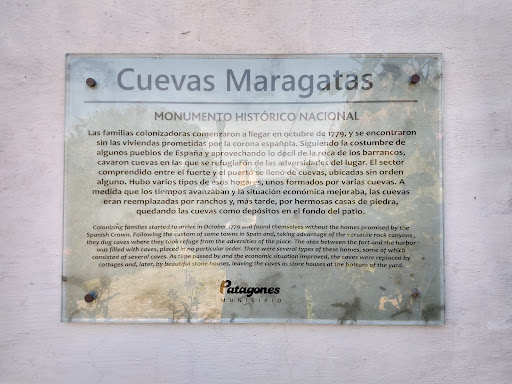 Cuevas Maragatas
MONUMENTO HISTÓRICO NACIONAL
Las familias colonizadoras comenzaron a llegar en octubre de 1779, y se encontraron
sin las viviendas prometidas por la corona española. Siguiendo la costumbre de
algunos pueblos de España y aprovechando lo dócil de la roca de los barrancos,
cavaron cuevas en las que se refugiaron de las adversidades del lugar. El sector
comprendido entre el fuerte y el puerto se llenó de cuevas, ubicadas sin orden
alguno. Hubo varios tipos de esos hogares, unos formados por varias cuevas. A
medida que los tiempos avanzaban y la situación económica mejoraba, las cuevas
eran reemplazadas por ranchos y, más tarde, por hermosas casas de piedra,
quedando las cuevas como depósitos en el fondo del patio.
Colonizing families started to arrive in October 1779 and found themselves without the homes promised by the
Spanish Crown. Following the custom of some towns in Spain and, taking advantage of the versatile rock canyons,
they dug caves where they took refuge from the adversities of the place. The area between the fort and the harbor
was filled with caves, placed in no particular order. There were several types of these homes, some of which
consisted of several caves. As time passed by and the economic situation improved, the caves were replaced by
cottages and, later, by beautiful stone houses, leaving the caves as store houses at the bottom of the yard.
Patagones
MUNICIPIO